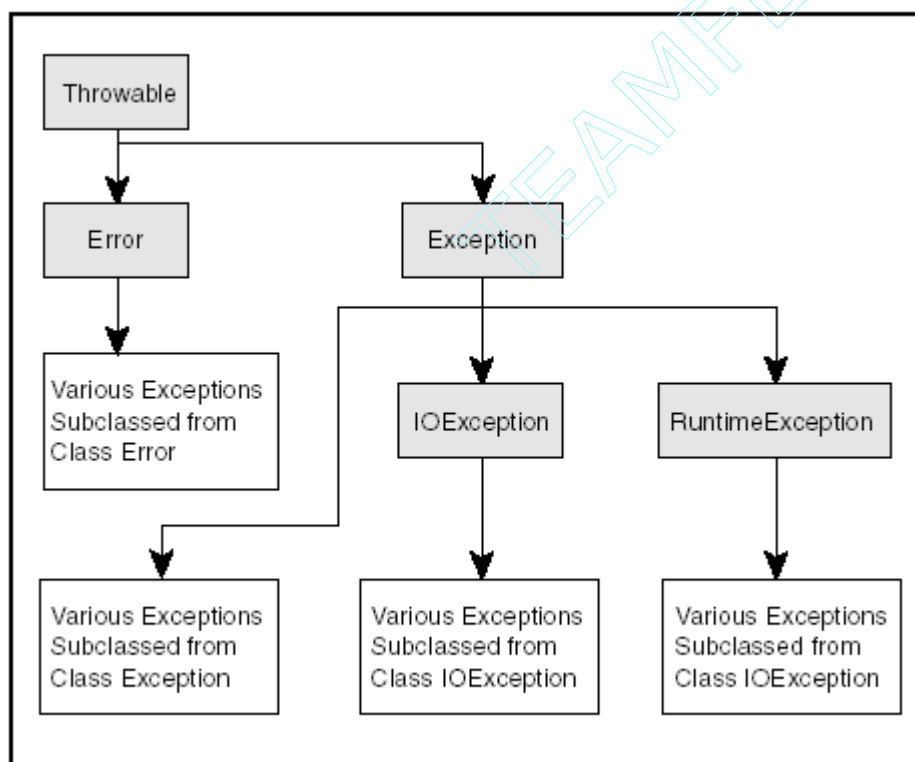 TEAMFL
Throwable
Error
Exception
Various Exceptions
Subclassed from
Class Error
IOException
RuntimeException
Various Exceptions
Subclassed from
Class Exception
Various Exceptions
Subclassed from
Class IOException
Various Exceptions
Subclassed from
Class IOException